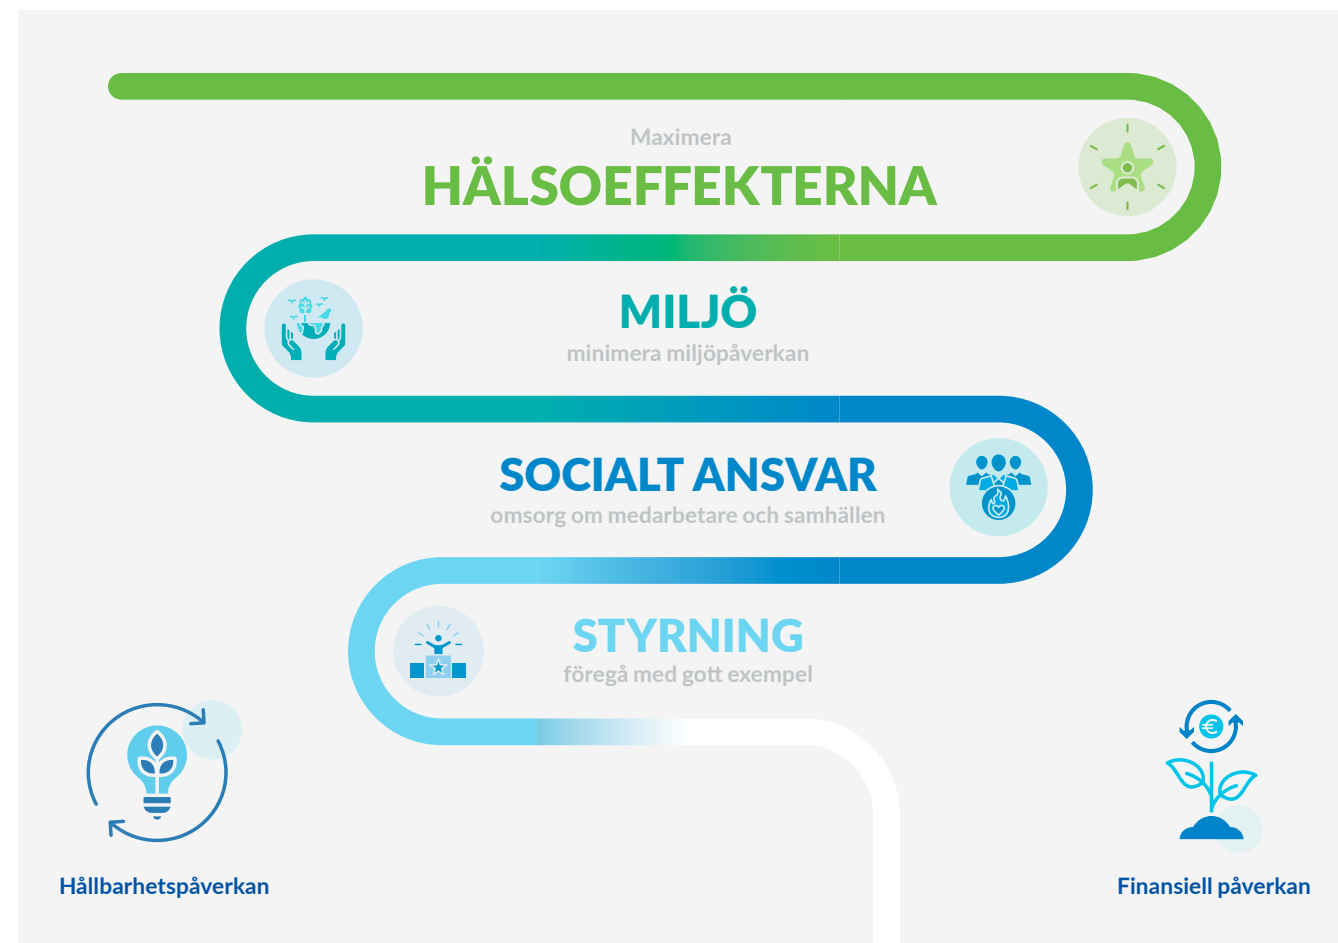 Maximera
HÄLSOEFFEKTERNA
MILJÖ
minimera miljöpåverkan
SOCIALT ANSVAR
omsorg om medarbetare och samhällen
STYRNING
föregå med gott exempel
Hållbarhetspåverkan
Finansiell påverkan